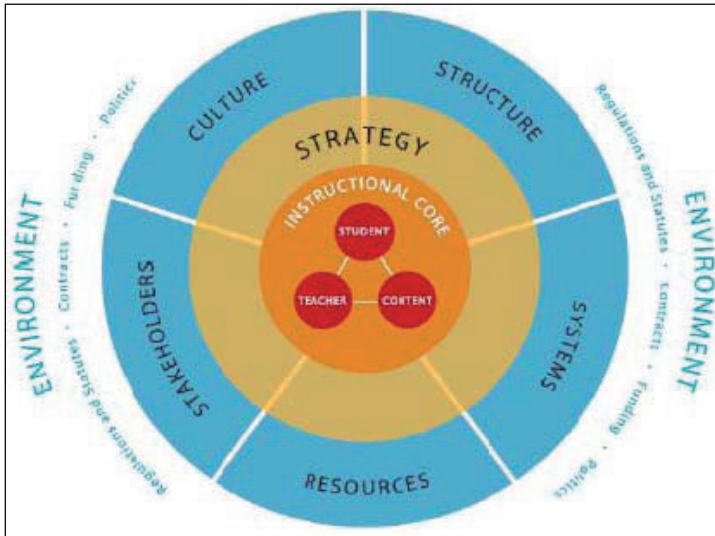 CULTURE
STRUCTURE
STRATEGY
INSTRUCTIONAL CORE
STUDENT
TEACHER
CONTENT
STAKEHOLDERS
SYSTEMS
RESOURCES
ENVIRONMENT
Regulations and Statutes • Contracts • Funding • Politics
ENVIRONMENT
Regulations and Statutes • Contracts • Funding • Politics